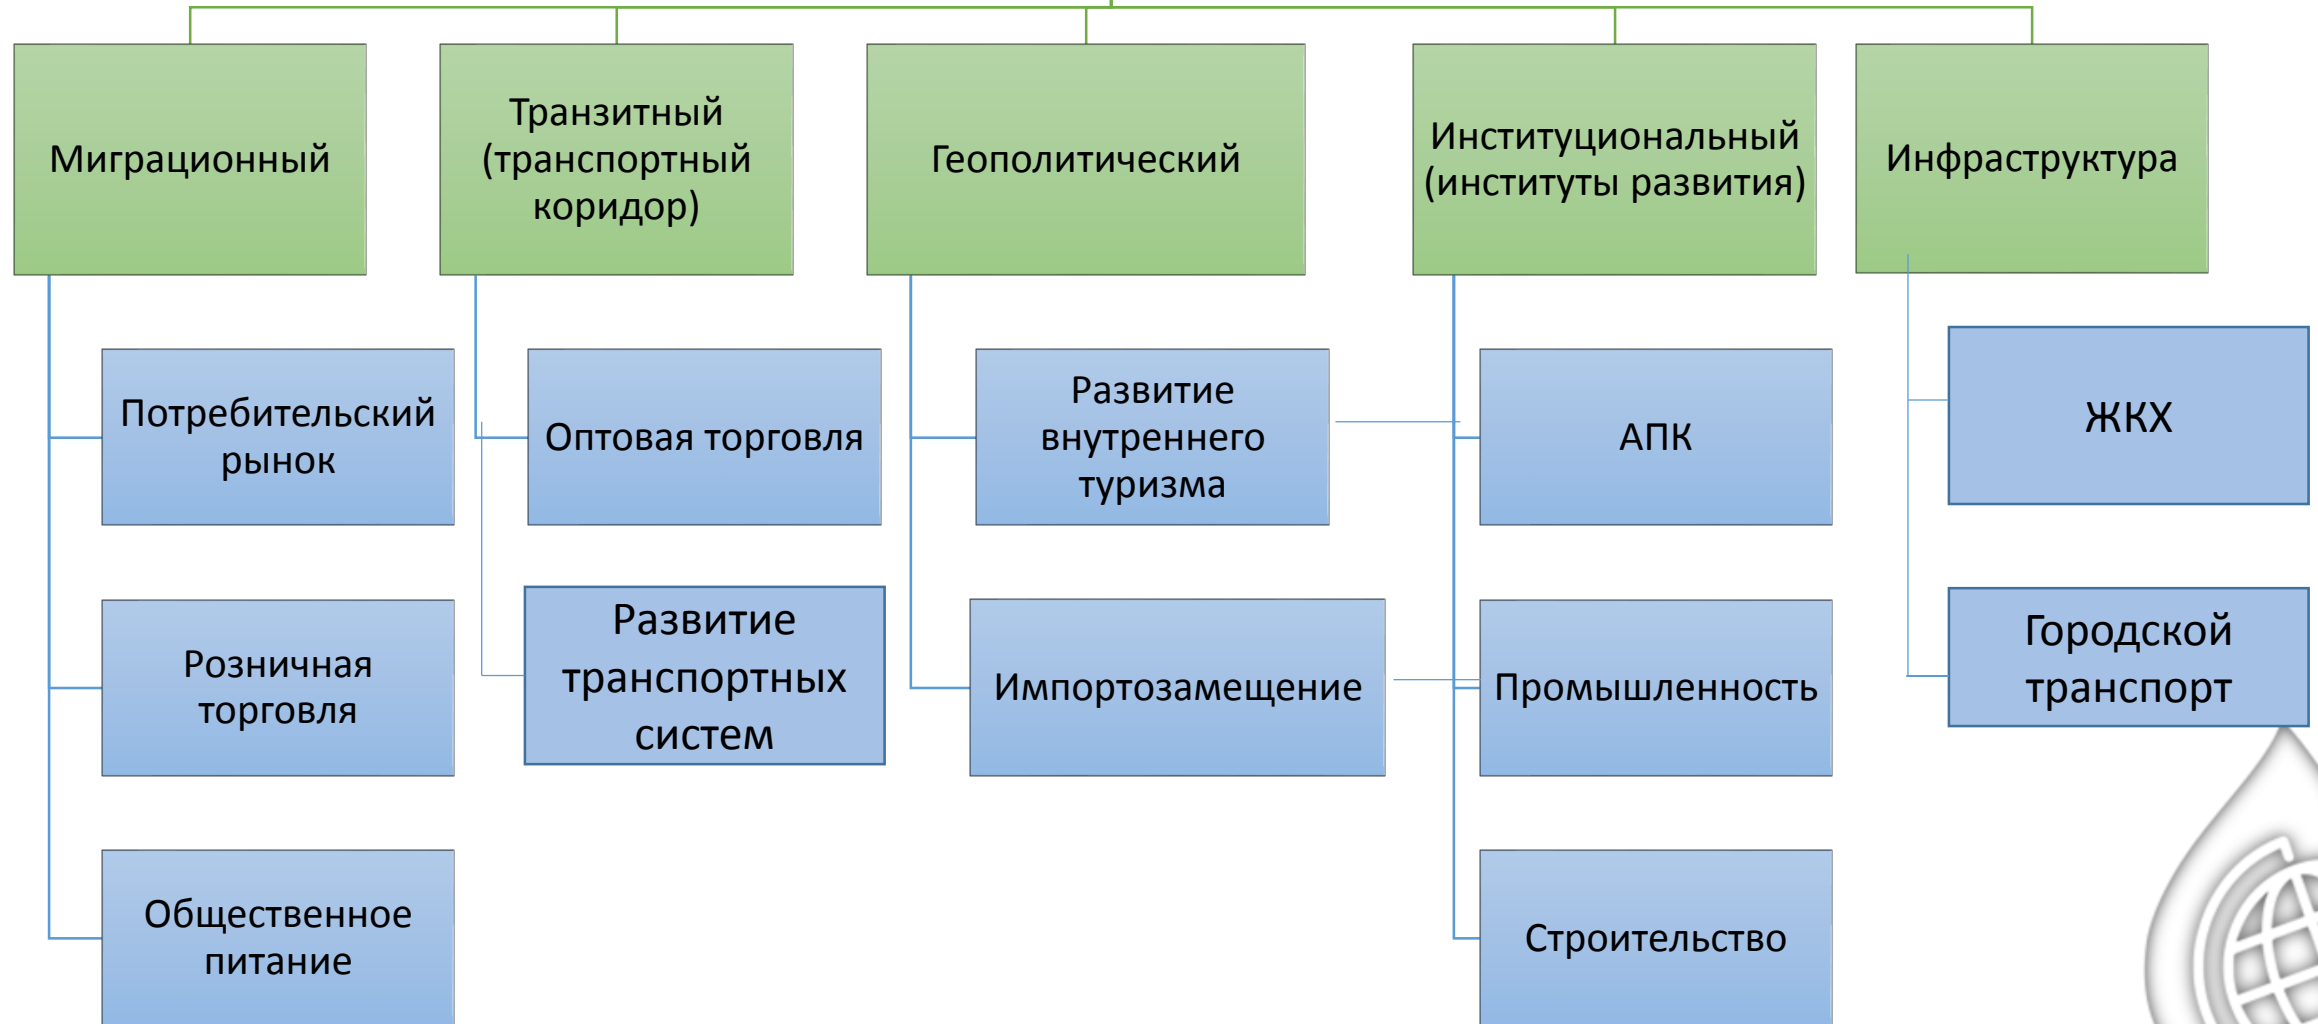 Миграционный
Транзитный
(транспортный
коридор)
Геополитический
Институциональный
(институты развития)
Инфраструктура
Потребительский
рынок
Оптовая торговля
Развитие
внутреннего
туризма
АПК
ЖКХ
Розничная
торговля
Развитие
транспортных
систем
Импортозамещение
Промышленность
Городской
транспорт
Общественное
питание
Строительство